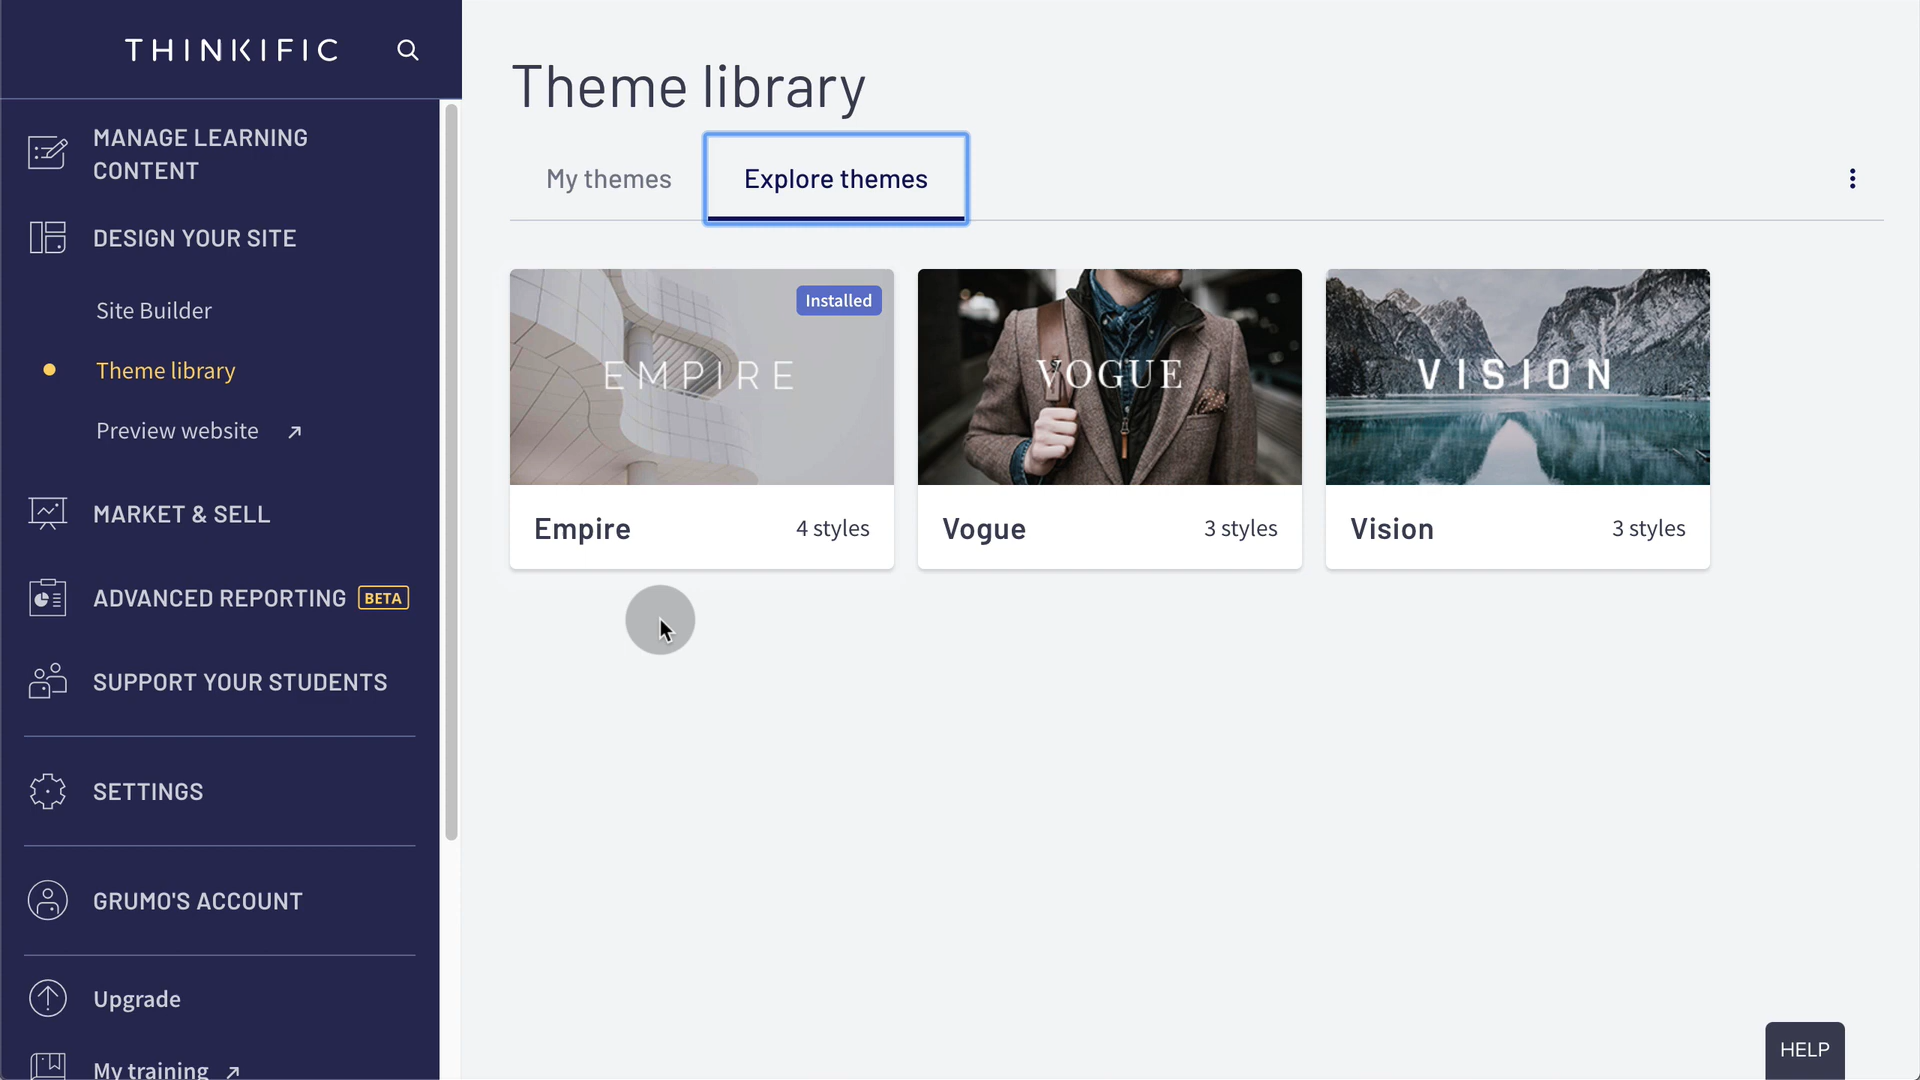 THINKIFIC
MANAGE LEARNING
CONTENT
DESIGN YOUR SITE
Site Builder
Theme library
Preview website
MARKET & SELL
ADVANCED REPORTING BETA
SUPPORT YOUR STUDENTS
SETTINGS
GRUMO'S ACCOUNT
Upgrade
My training
Theme library
My themes Explore themes
Installed
EMPIRE
Empire 4 styles
VOGUE
Vogue 3 styles
VISION
Vision 3 styles
HELP